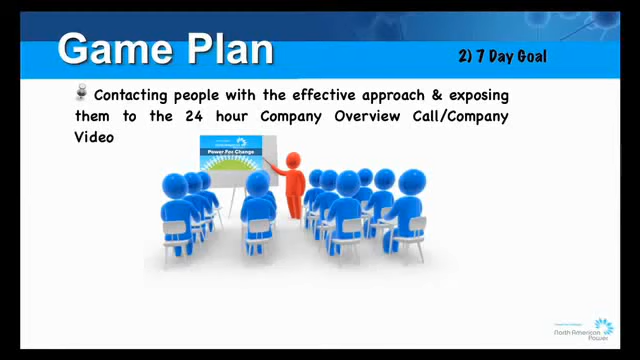 Game Plan
2) 7 Day Goal
Contacting people with the effective approach & exposing
them to the 24 hour Company Overview Call/Company
Video
Power For Change
North American
Power